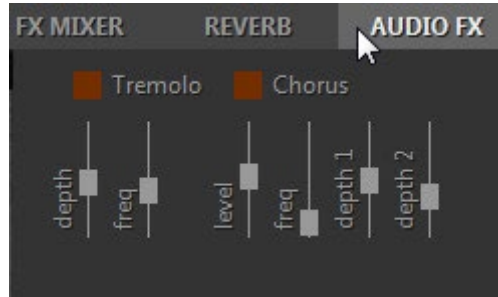 FX MIXER REVERB AUDIO FX
Tremolo Chorus
depth freq level freq depth 1 depth 2